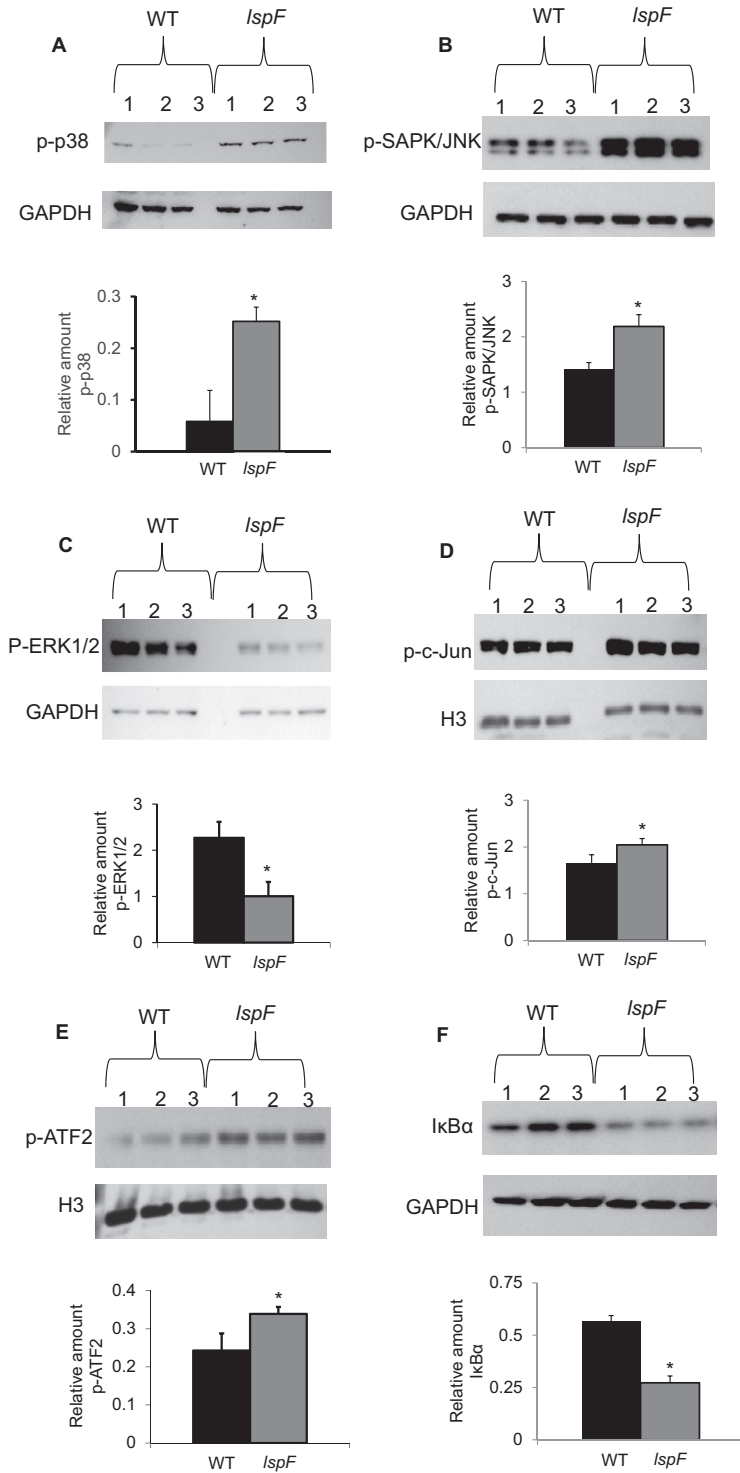 A
WT lspF
1 2 3 1 2 3
p-p38
GAPDH
Relative amount
p-p38
0.3
0.2
0.1
0
*
WT lspF
B
WT lspF
1 2 3 1 2 3
p-SAPK/JNK
GAPDH
Relative amount
p-SAPK/JNK
3
2
1
0
*
WT lspF
C
WT lspF
1 2 3 1 2 3
P-ERK1/2
GAPDH
Relative amount
p-ERK1/2
3
2
1
0
*
WT lspF
D
WT lspF
1 2 3 1 2 3
p-c-Jun
H3
Relative amount
p-c-Jun
3
2
1
0
*
WT lspF
E
WT lspF
1 2 3 1 2 3
p-ATF2
H3
Relative amount
p-ATF2
0.4
0.3
0.2
0.1
0
*
WT lspF
F
WT lspF
1 2 3 1 2 3
IκBα
GAPDH
Relative amount
IκBα
0.75
0.5
0.25
0
*
WT lspF